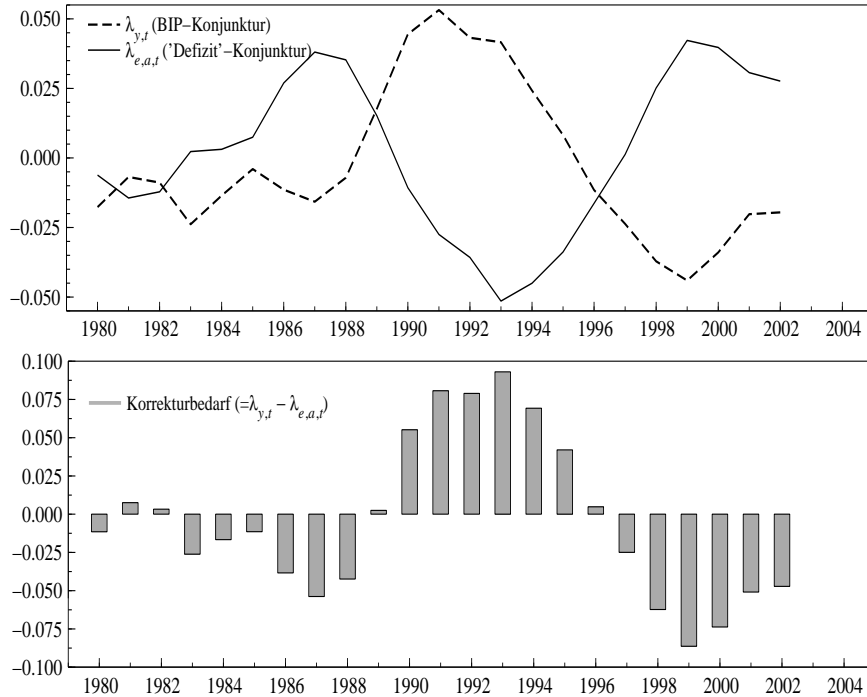 0.050
λy,t (BIP−Konjunktur)
λe,a,t ('Defizit'−Konjunktur)
0.025
0.000
−0.025
−0.050
1980 1982 1984 1986 1988 1990 1992 1994 1996 1998 2000 2002 2004
0.100
0.075
Korrekturbedarf (=λy,t − λe,a,t)
0.050
0.025
0.000
−0.025
−0.050
−0.075
−0.100
1980 1982 1984 1986 1988 1990 1992 1994 1996 1998 2000 2002 2004